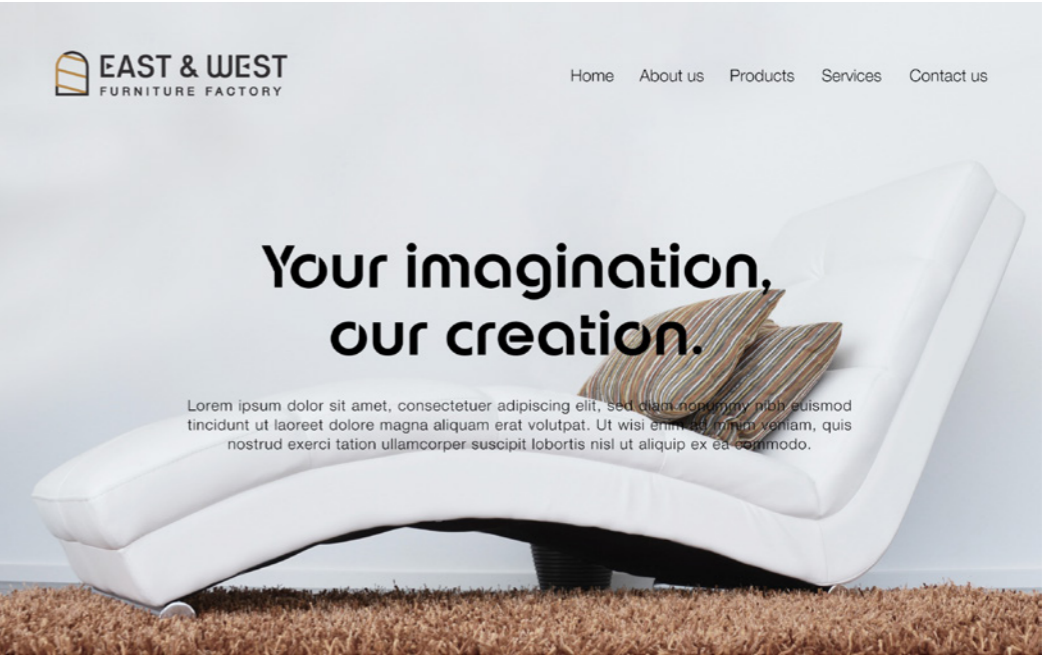 EAST & WEST
FURNITURE FACTORY
Home About us Products Services Contact us
Your imagination,
our creation.
Lorem ipsum dolor sit amet, consectetuer adipiscing elit, sed diam nonummy nibh euismod
tincidunt ut laoreet dolore magna aliquam erat volutpat. Ut wisi enim ad minim veniam, quis
nostrud exerci tation ullamcorper suscipit lobortis nisl ut aliquip ex ea commodo.